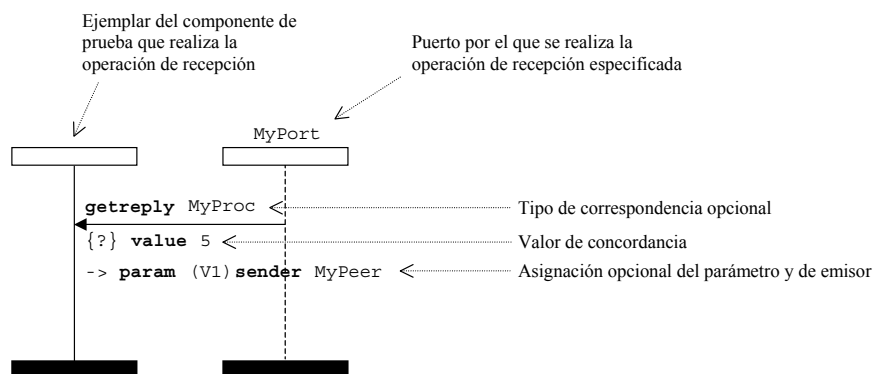 Ejemplar del componente de
prueba que realiza la
operación de recepción
Puerto por el que se realiza la
operación de recepción especificada
MyPort
getreply MyProc
Tipo de correspondencia opcional
{?} value 5
Valor de concordancia
-> param (V1) sender MyPeer
Asignación opcional del parámetro y de emisor